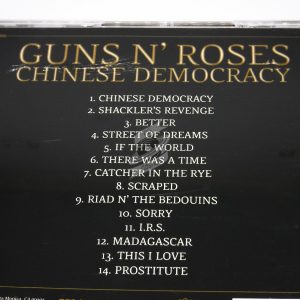 GUNS N' ROSES
CHINESE DEMOCRACY
1. CHINESE DEMOCRACY
2. SHACKLER'S REVENGE
3. BETTER
4. STREET OF DREAMS
5. IF THE WORLD
6. THERE WAS A TIME
7. CATCHER IN THE RYE
8. SCRAPED
9. RIAD N' THE BEDOUINS
10. SORRY
11. I.R.S.
12. MADAGASCAR
13. THIS I LOVE
14. PROSTITUTE